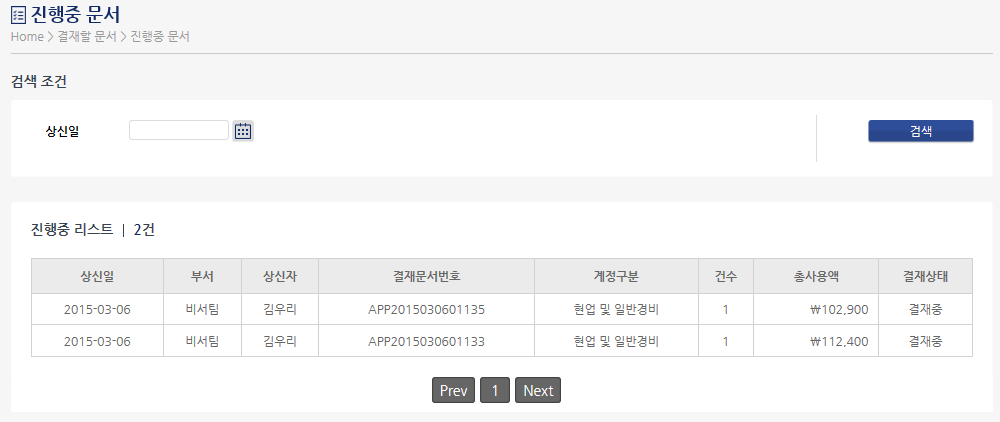 진행중 문서
Home > 결재할 문서 > 진행중 문서
검색 조건
상신일 검색
진행중 리스트 | 2건
상신일 부서 상신자 결재문서번호 계정구분 건수 총사용액 결재상태
2015-03-06 비서팀 김우리 APP2015030601135 현업 및 일반경비 1 ₩102,900 결재중
2015-03-06 비서팀 김우리 APP2015030601133 현업 및 일반경비 1 ₩112,400 결재중
Prev 1 Next